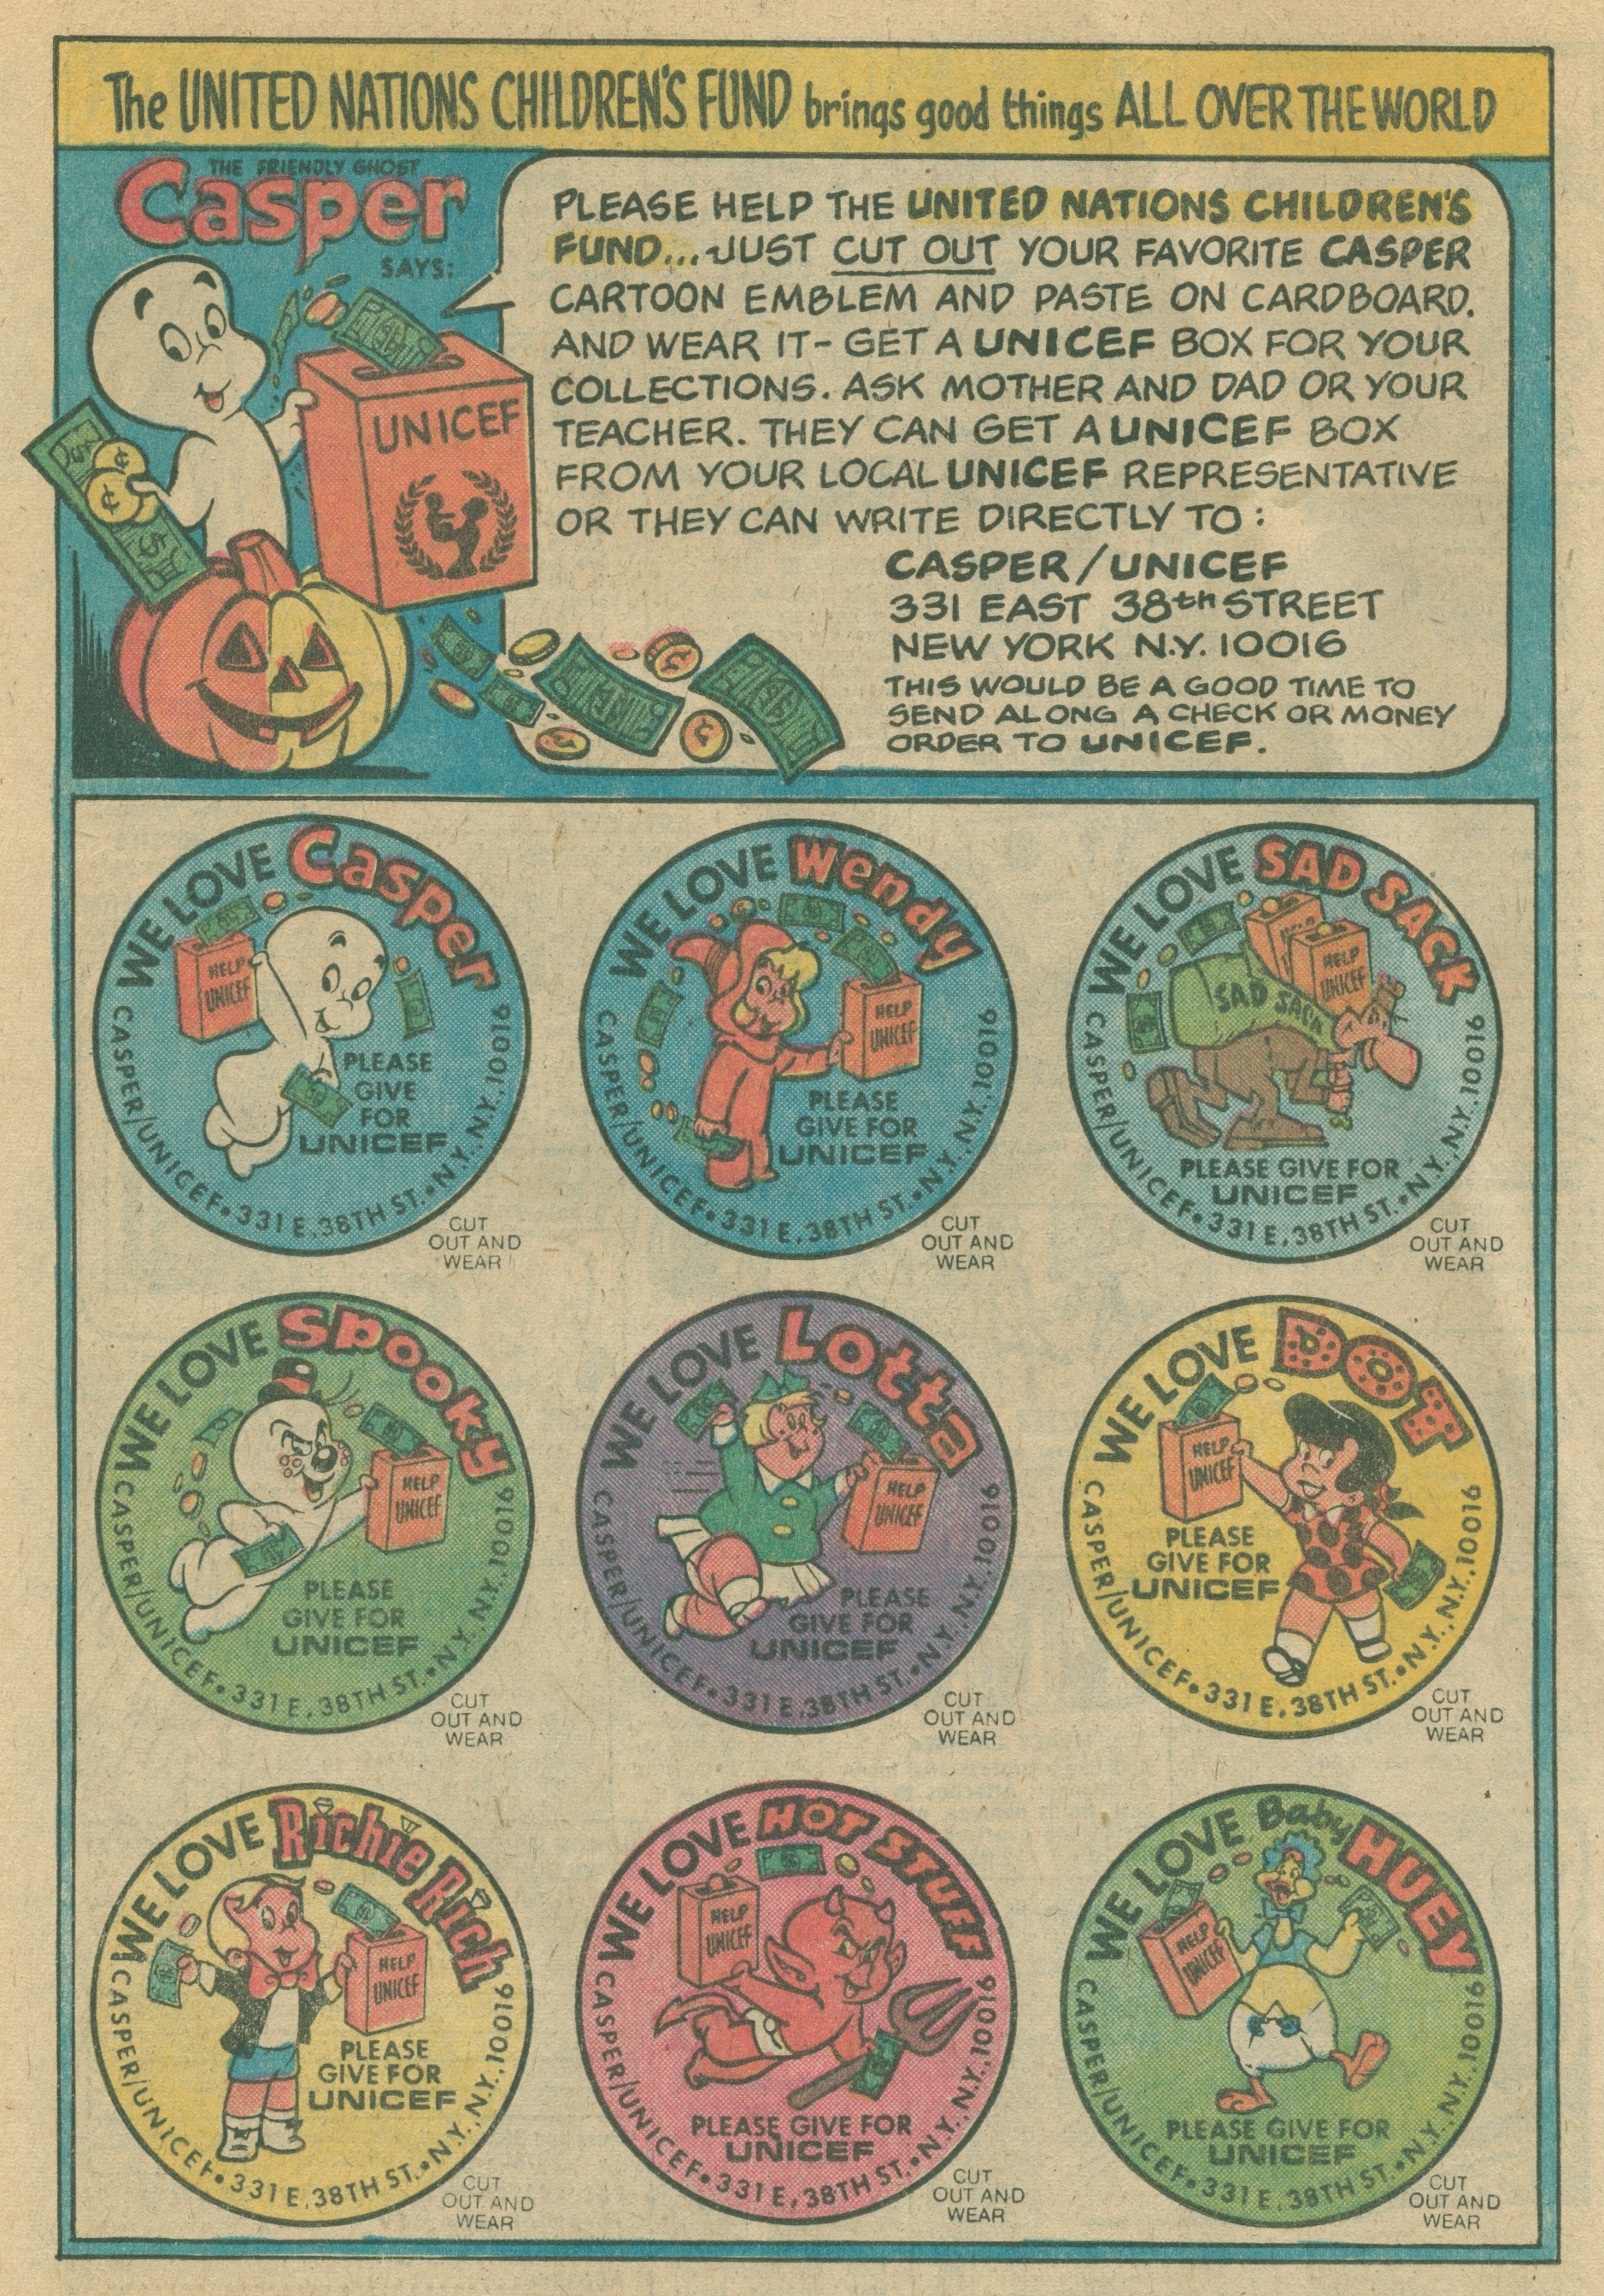 The UNITED NATIONS CHILDREN'S FUND brings good things ALL OVER THE WORLD
THE FRIENDLY GHOST
Casper
SAYS:
UNICEF
PLEASE HELP THE UNITED NATIONS CHILDREN'S
FUND... JUST CUT OUT YOUR FAVORITE CASPER
CARTOON EMBLEM AND PASTE ON CARDBOARD.
AND WEAR IT- GET A UNICEF BOX FOR YOUR
COLLECTIONS. ASK MOTHER AND DAD OR YOUR
TEACHER. THEY CAN GET A UNICEF BOX
FROM YOUR LOCAL UNICEF REPRESENTATIVE
OR THEY CAN WRITE DIRECTLY TO:
CASPER/UNICEF
331 EAST 38th STREET
NEW YORK N.Y. 10016
THIS WOULD BE A GOOD TIME TO
SEND ALONG A CHECK OR MONEY
ORDER TO UNICEF.
WE LOVE Casper
HELP
UNICEF
PLEASE
GIVE
FOR
UNICEF
CASPER/UNICEF • 331 E. 38TH ST. • N.Y., N.Y. 10016
CUT
OUT AND
WEAR
WE LOVE Wendy
HELP
UNICEF
PLEASE
GIVE FOR
UNICEF
CASPER/UNICEF • 331 E. 38TH ST. • N.Y., N.Y. 10016
CUT
OUT AND
WEAR
WE LOVE SAD SACK
HELP
UNICEF
SAD SACK
PLEASE GIVE FOR
UNICEF
CASPER/UNICEF • 331 E. 38TH ST. • N.Y., N.Y. 10016
CUT
OUT AND
WEAR
WE LOVE Spooky
HELP
UNICEF
PLEASE
GIVE FOR
UNICEF
CASPER/UNICEF • 331 E. 38TH ST. • N.Y., N.Y. 10016
CUT
OUT AND
WEAR
WE LOVE Lotta
HELP
UNICEF
PLEASE
GIVE FOR
UNICEF
CASPER/UNICEF • 331 E. 38TH ST. • N.Y., N.Y. 10016
CUT
OUT AND
WEAR
WE LOVE DOT
HELP
UNICEF
PLEASE
GIVE FOR
UNICEF
CASPER/UNICEF • 331 E. 38TH ST. • N.Y., N.Y. 10016
CUT
OUT AND
WEAR
WE LOVE Richie Rich
HELP
UNICEF
PLEASE
GIVE FOR
UNICEF
CASPER/UNICEF • 331 E. 38TH ST. • N.Y., N.Y. 10016
CUT
OUT AND
WEAR
WE LOVE HOT STUFF
HELP
UNICEF
PLEASE GIVE FOR
UNICEF
CASPER/UNICEF • 331 E. 38TH ST. • N.Y., N.Y. 10016
CUT
OUT AND
WEAR
WE LOVE Baby HUEY
HELP
UNICEF
PLEASE GIVE FOR
UNICEF
CASPER/UNICEF • 331 E. 38TH ST. • N.Y., N.Y. 10016
CUT
OUT AND
WEAR